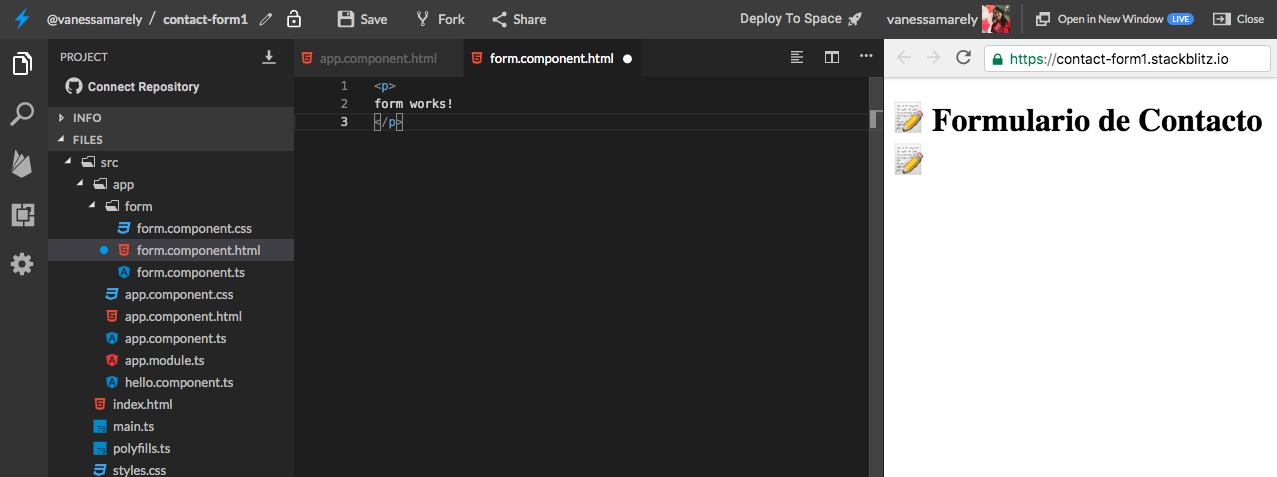 @vanessamarely / contact-form1 Save Fork Share Deploy To Space vanessamarely Open in New Window LIVE Close
PROJECT
Connect Repository
INFO
FILES
src
app
form
form.component.css
form.component.html
form.component.ts
app.component.css
app.component.html
app.component.ts
app.module.ts
hello.component.ts
index.html
main.ts
polyfills.ts
styles.css
app.component.html form.component.html
1 <p>
2 form works!
3 </p>
https://contact-form1.stackblitz.io
📝 Formulario de Contacto
📝